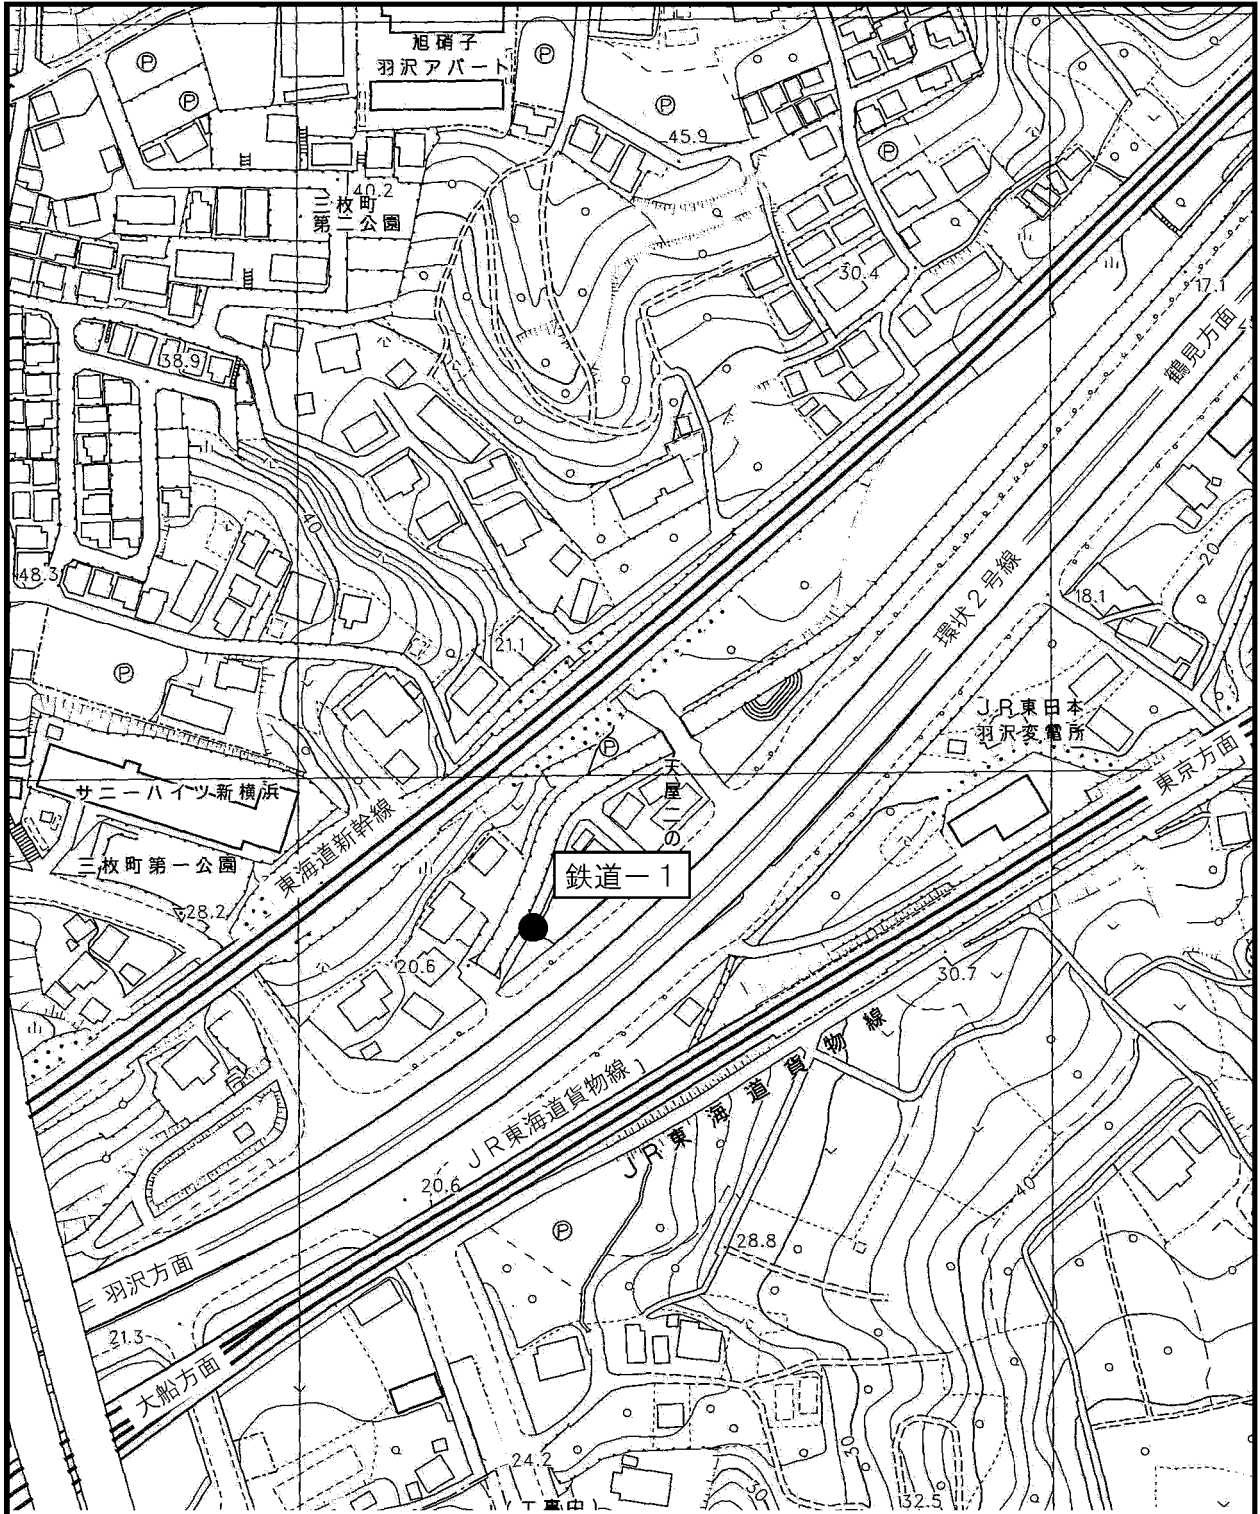 旭硝子
羽沢アパート
P
P
P
P
P
45.9
40.2
三枚町
第二公園
30.4
17.1
鶴見方面
38.9
40
48.3
環状2号線
20
18.1
21.1
P
JR東日本
羽沢変電所
P
サニーハイツ新横浜
東海道新幹線
東京方面
三枚町第一公園
鉄道-1
28.2
20.6
30.7
JR東海道貨物線
JR東海道貨物線
20.6
40
P
28.8
羽沢方面
21.3
大船方面
24.2
30
30
32.5
(工事中)